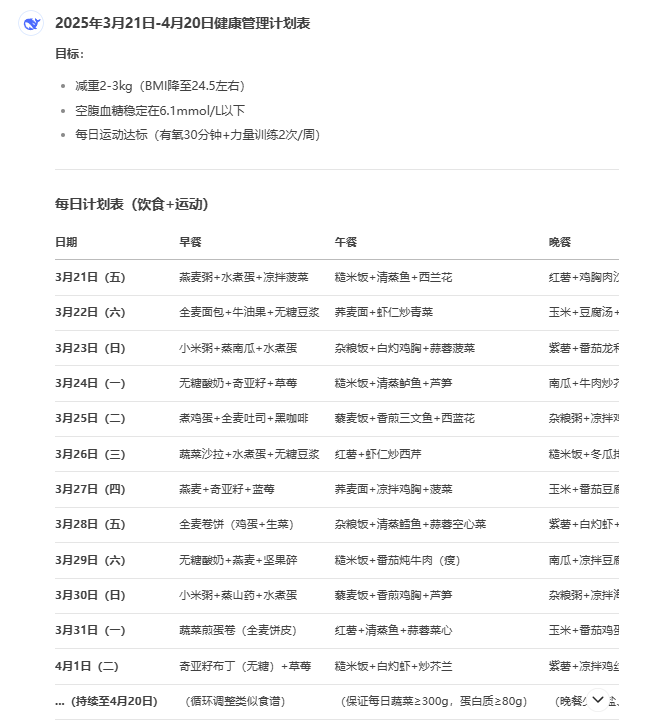 2025年3月21日-4月20日健康管理计划表
目标：
减重2-3kg（BMI降至24.5左右）
空腹血糖稳定在6.1mmol/L以下
每日运动达标（有氧30分钟+力量训练2次/周）
每日计划表（饮食+运动）
日期 早餐 午餐 晚餐
3月21日（五） 燕麦粥+水煮蛋+凉拌菠菜 糙米饭+清蒸鱼+西兰花 红薯+鸡胸肉
3月22日（六） 全麦面包+牛油果+无糖豆浆 荞麦面+虾仁炒青菜 玉米+豆腐汤+
3月23日（日） 小米粥+蒸南瓜+水煮蛋 杂粮饭+白灼鸡胸+蒜蓉菠菜 紫薯+番茄龙
3月24日（一） 无糖酸奶+奇亚籽+草莓 糙米饭+清蒸鲈鱼+芦笋 南瓜+牛肉炒
3月25日（二） 煮鸡蛋+全麦吐司+黑咖啡 藜麦饭+香煎三文鱼+西蓝花 杂粮粥+凉拌
3月26日（三） 蔬菜沙拉+水煮蛋+无糖豆浆 红薯+虾仁炒西芹 糙米饭+冬瓜
3月27日（四） 燕麦+奇亚籽+蓝莓 荞麦面+凉拌鸡胸+菠菜 玉米+番茄豆
3月28日（五） 全麦卷饼（鸡蛋+生菜） 杂粮饭+清蒸鳕鱼+蒜蓉空心菜 紫薯+白灼虾+
3月29日（六） 无糖酸奶+燕麦+坚果碎 糙米饭+番茄炖牛肉（瘦） 南瓜+凉拌豆
3月30日（日） 小米粥+蒸山药+水煮蛋 藜麦饭+香煎鸡胸+芦笋 杂粮粥+凉拌
3月31日（一） 蔬菜煎蛋卷（全麦饼皮） 红薯+清蒸鱼+蒜蓉菜心 玉米+番茄鸡
4月1日（二） 奇亚籽布丁（无糖）+草莓 糙米饭+白灼虾+炒芥兰 紫薯+凉拌鸡
...（持续至4月20日） （循环调整类似食谱） （保证每日蔬菜≥300g，蛋白质≥80g） （晚餐